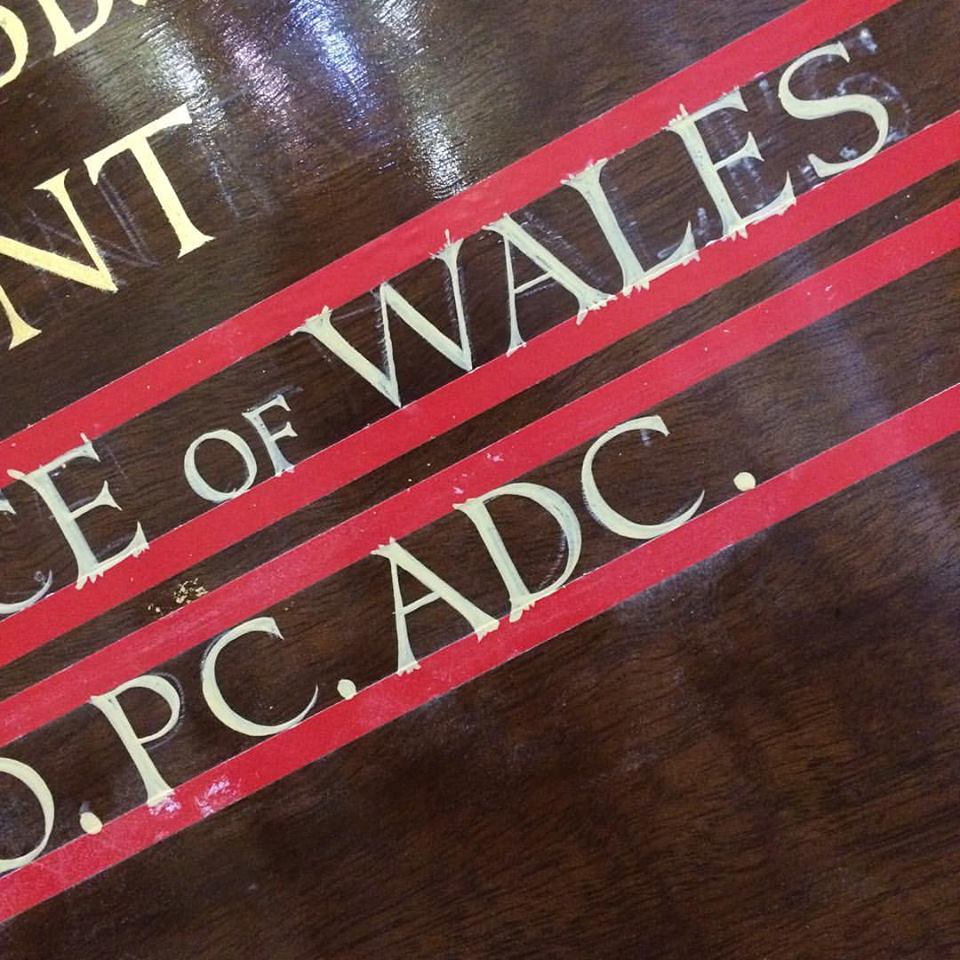 NT
CE OF WALES
O. PC. ADC.